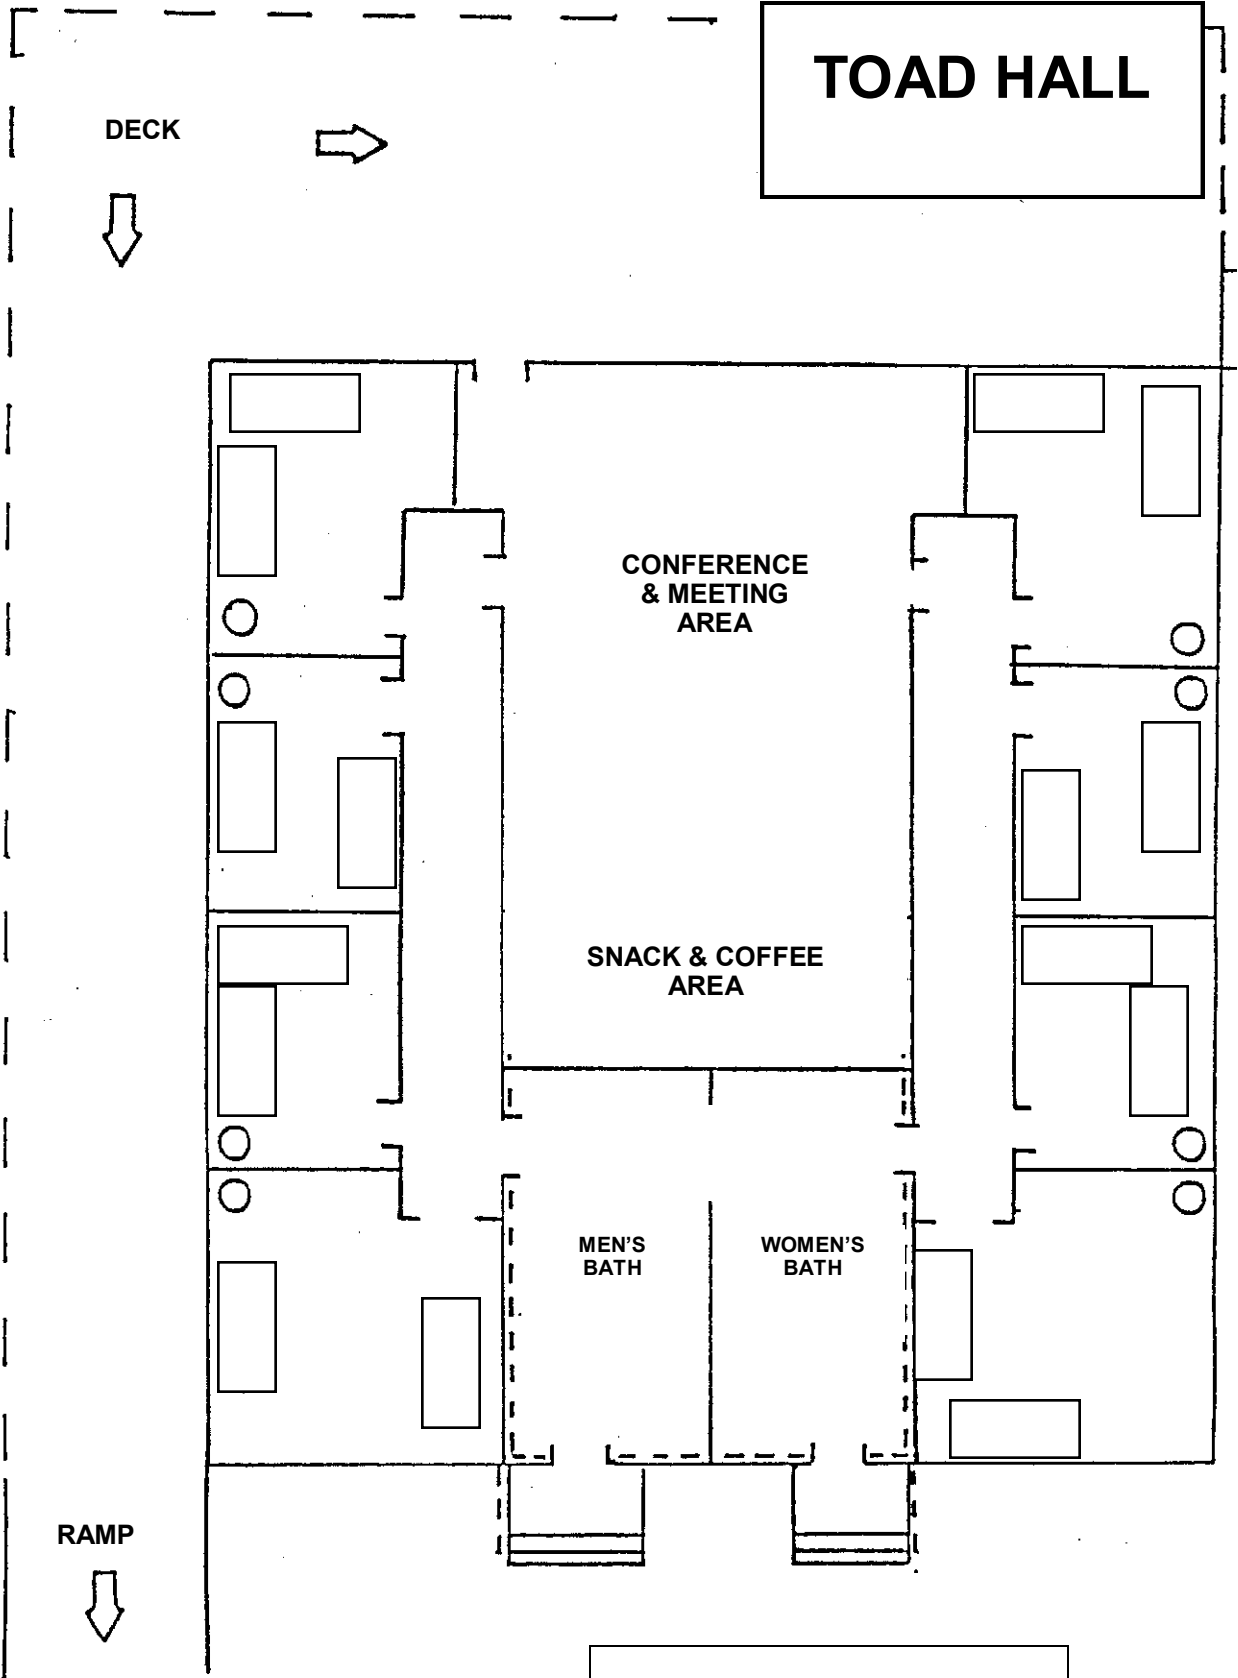 TOAD HALL
DECK
CONFERENCE
& MEETING
AREA
SNACK & COFFEE
AREA
MEN'S
BATH
WOMEN'S
BATH
RAMP